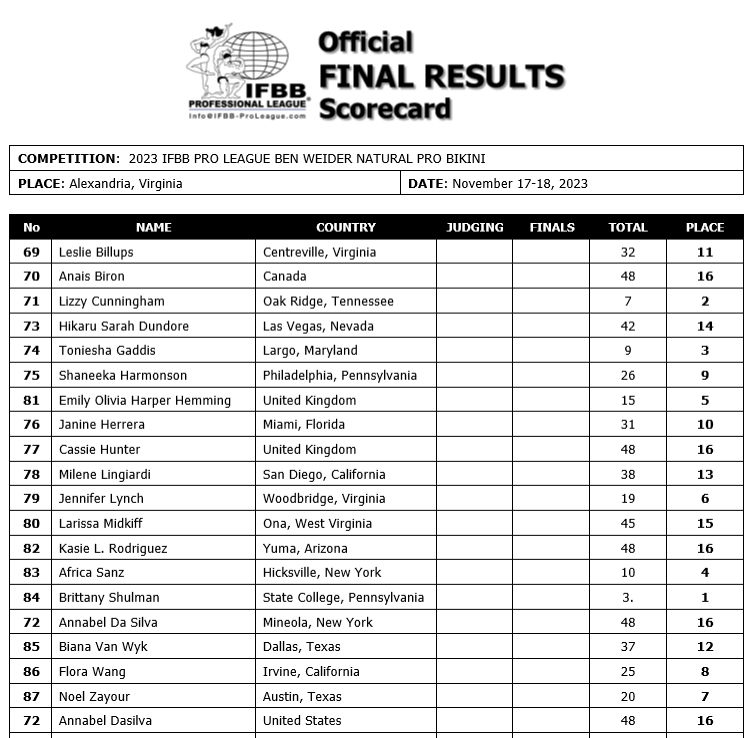 IFBB
PROFESSIONAL LEAGUE®
Info@IFBB-ProLeague.com
Official
FINAL RESULTS
Scorecard
COMPETITION: 2023 IFBB PRO LEAGUE BEN WEIDER NATURAL PRO BIKINI
PLACE: Alexandria, Virginia DATE: November 17-18, 2023
No NAME COUNTRY JUDGING FINALS TOTAL PLACE
69 Leslie Billups Centreville, Virginia 32 11
70 Anais Biron Canada 48 16
71 Lizzy Cunningham Oak Ridge, Tennessee 7 2
73 Hikaru Sarah Dundore Las Vegas, Nevada 42 14
74 Toniesha Gaddis Largo, Maryland 9 3
75 Shaneeka Harmonson Philadelphia, Pennsylvania 26 9
81 Emily Olivia Harper Hemming United Kingdom 15 5
76 Janine Herrera Miami, Florida 31 10
77 Cassie Hunter United Kingdom 48 16
78 Milene Lingiardi San Diego, California 38 13
79 Jennifer Lynch Woodbridge, Virginia 19 6
80 Larissa Midkiff Ona, West Virginia 45 15
82 Kasie L. Rodriguez Yuma, Arizona 48 16
83 Africa Sanz Hicksville, New York 10 4
84 Brittany Shulman State College, Pennsylvania 3. 1
72 Annabel Da Silva Mineola, New York 48 16
85 Biana Van Wyk Dallas, Texas 37 12
86 Flora Wang Irvine, California 25 8
87 Noel Zayour Austin, Texas 20 7
72 Annabel Dasilva United States 48 16